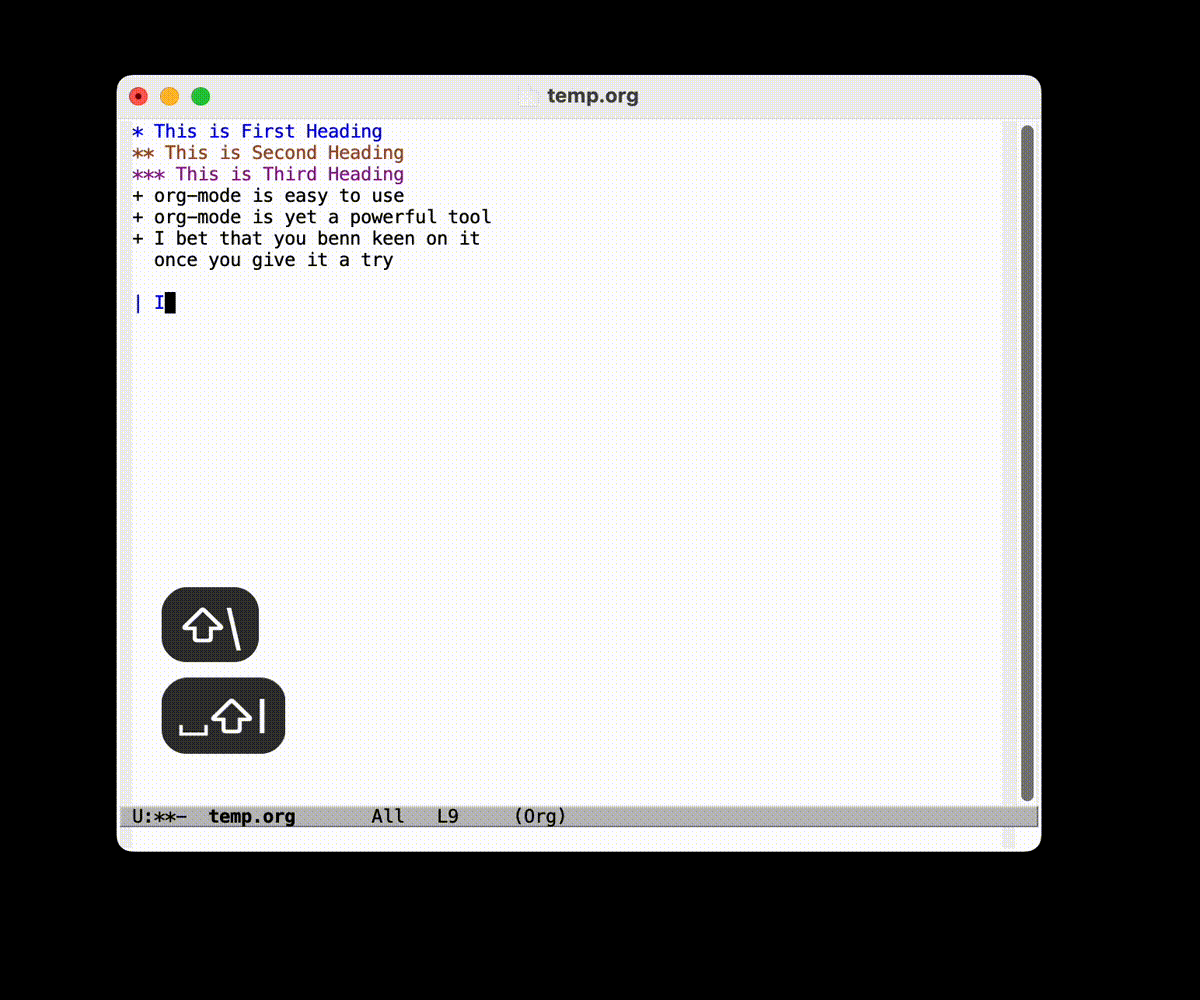 temp.org
* This is First Heading
** This is Second Heading
*** This is Third Heading
+ org-mode is easy to use
+ org-mode is yet a powerful tool
+ I bet that you benn keen on it
once you give it a try
| I
⇧\
␣⇧I
U:**- temp.org All L9 (Org)